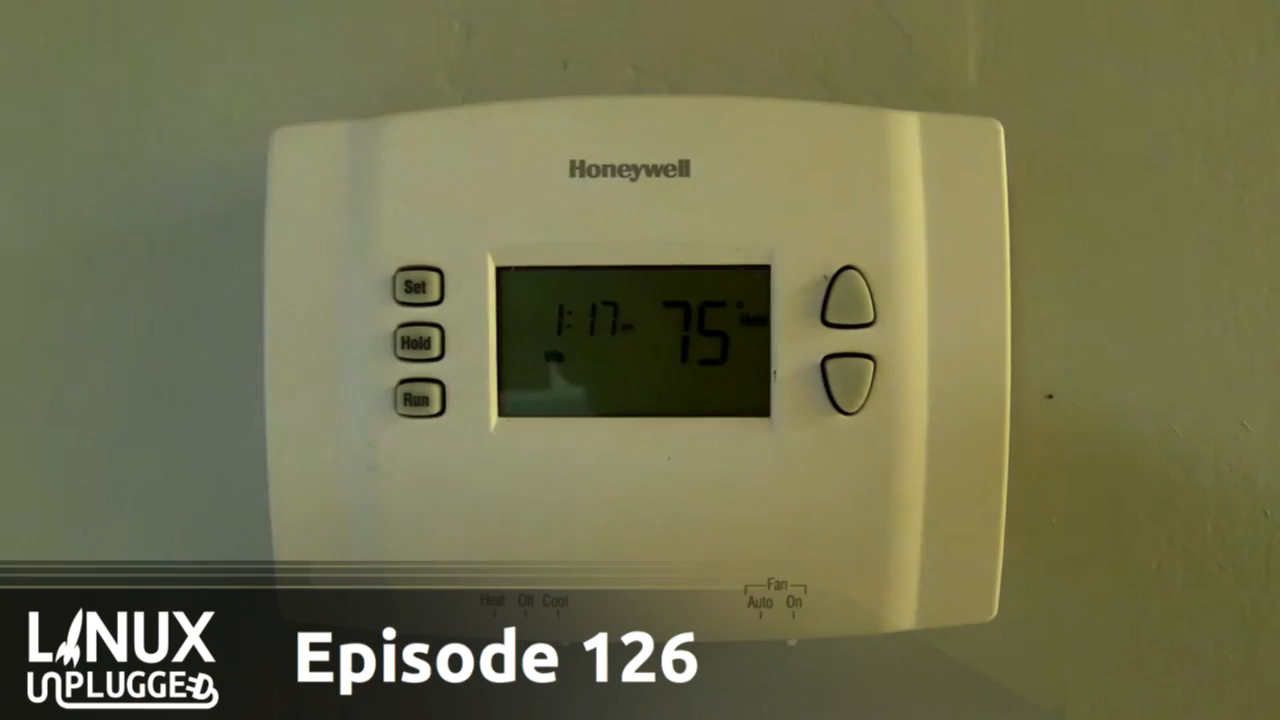 Honeywell
Set
Hold
Run
1:17
75°
Fan
Heat Off Cool
Auto On
LINUX
UNPLUGGED
Episode 126